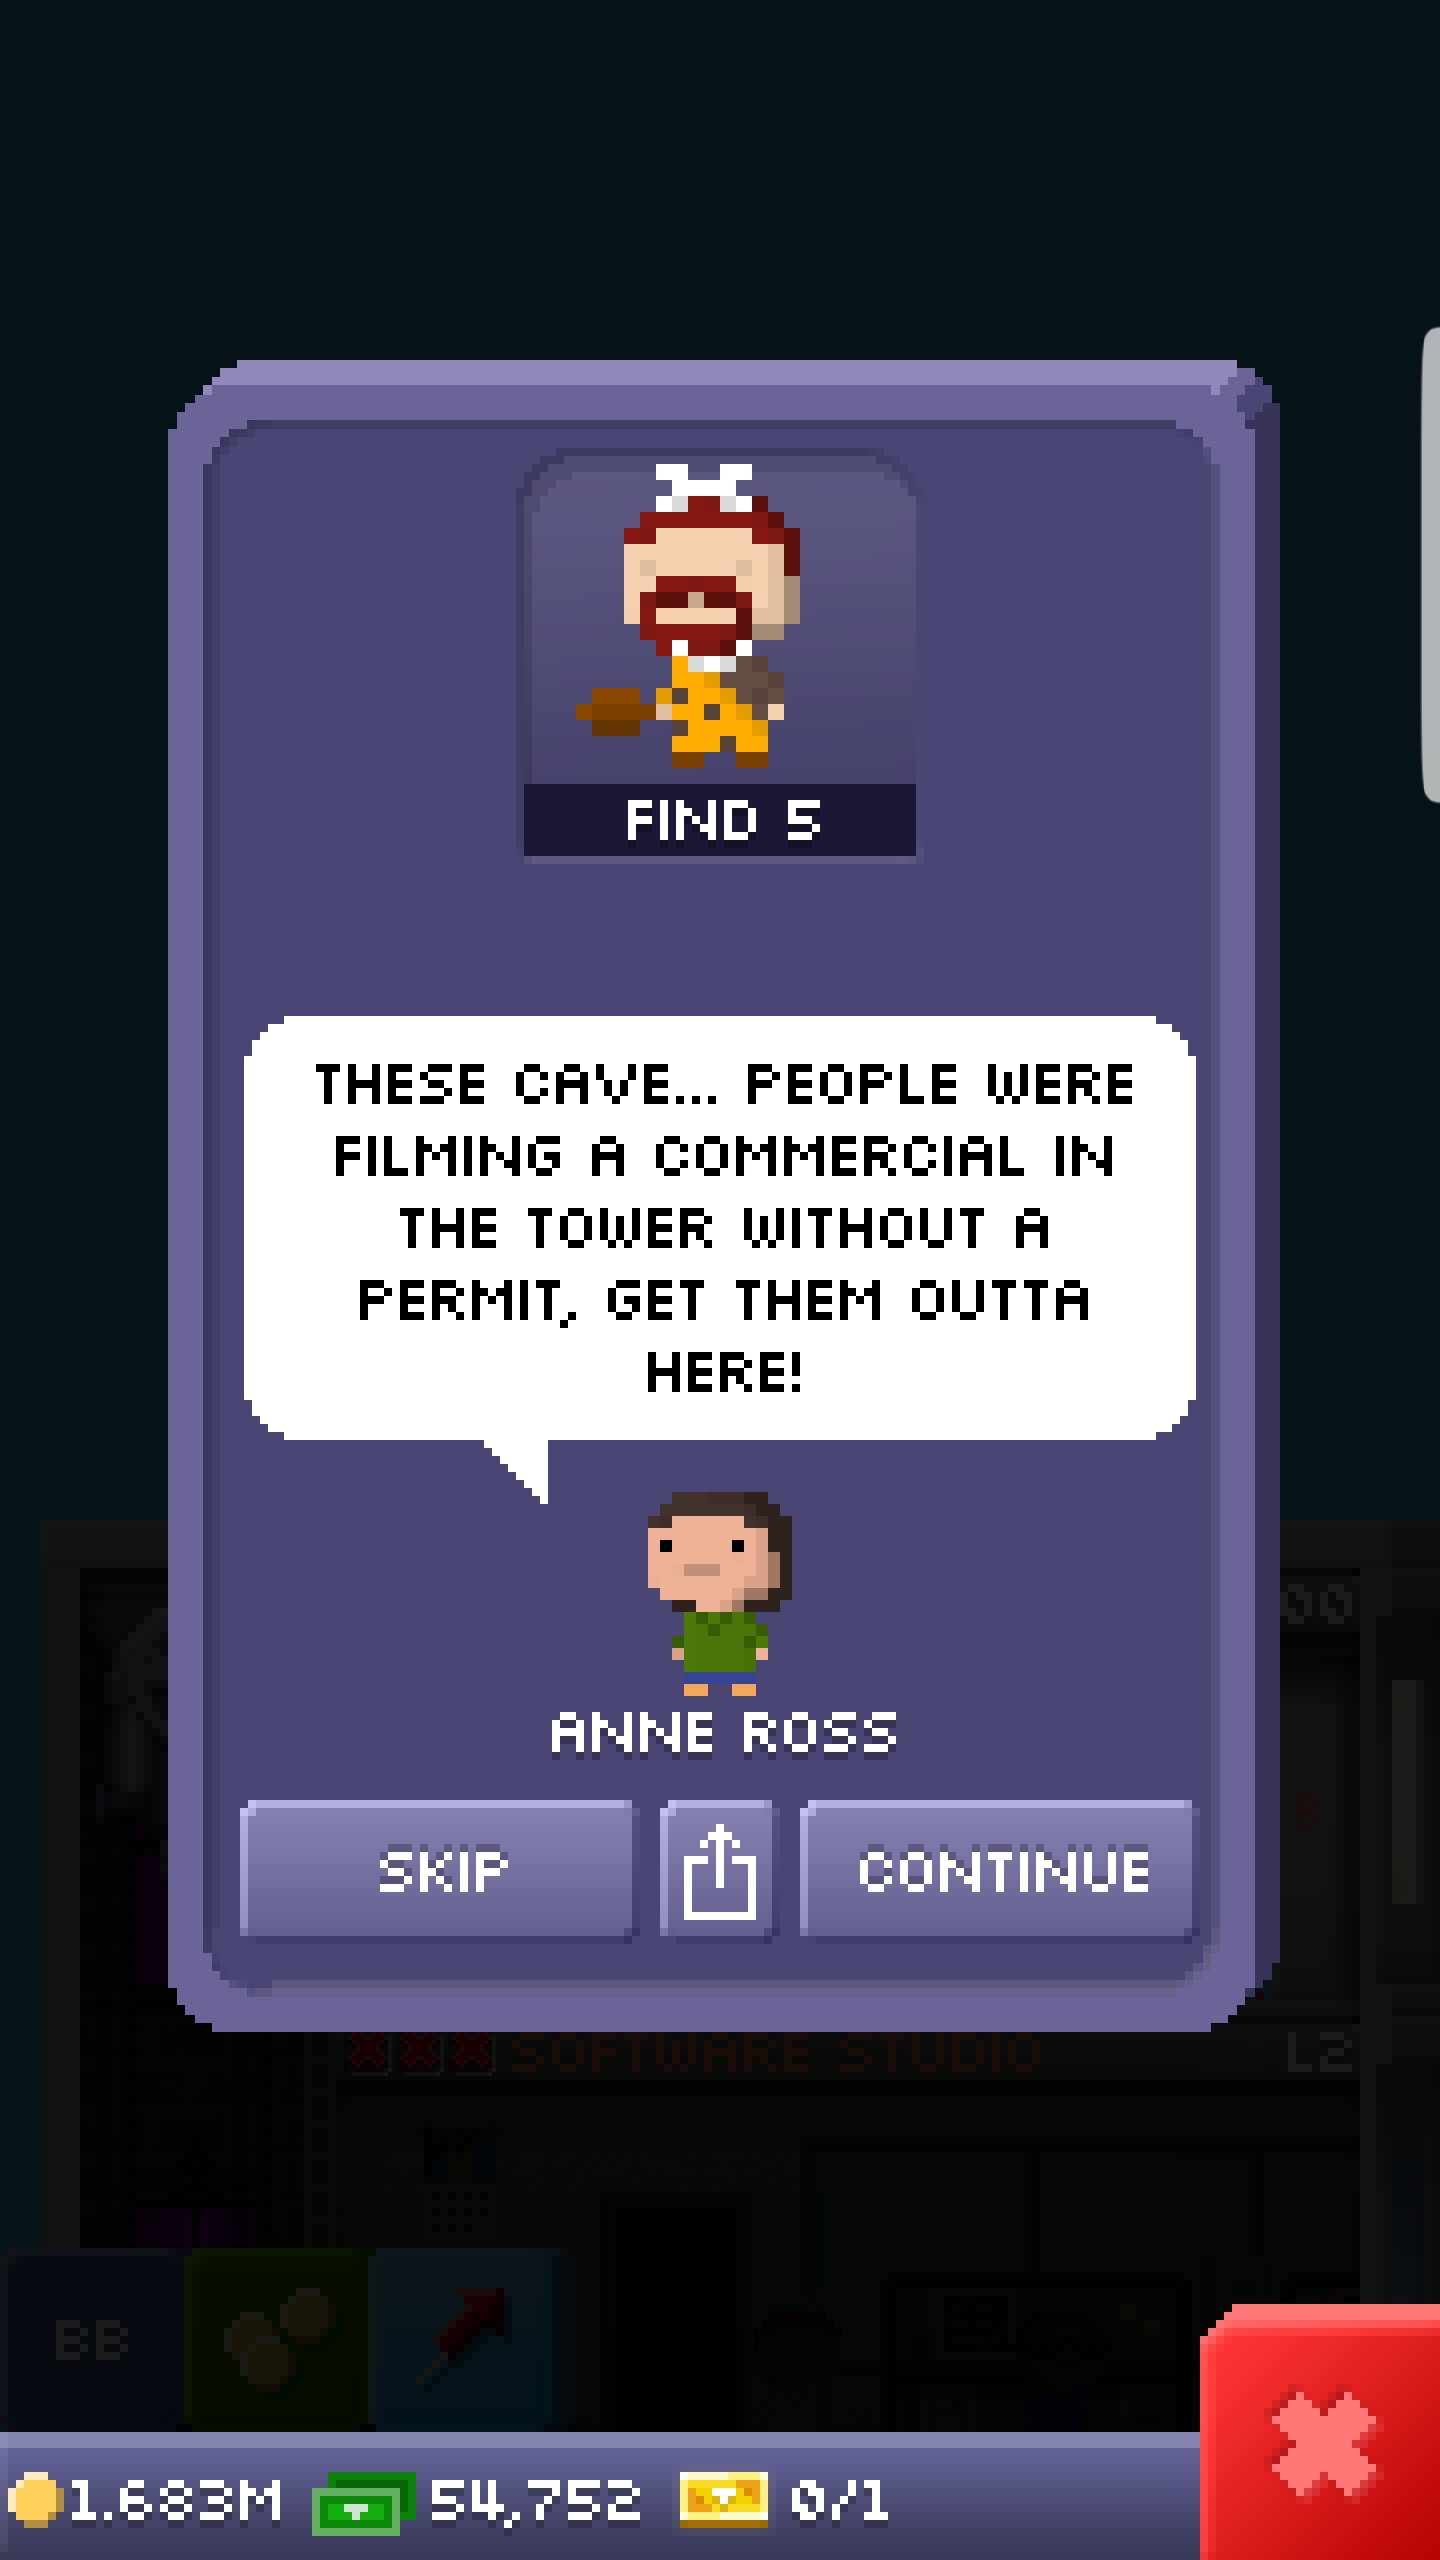 FIND 5
THESE CAVE... PEOPLE WERE
FILMING A COMMERCIAL IN
THE TOWER WITHOUT A
PERMIT, GET THEM OUTTA
HERE!
ANNE ROSS
SKIP
CONTINUE
SOFTWARE STUDIO
BB
1.683M
54,752
0/1